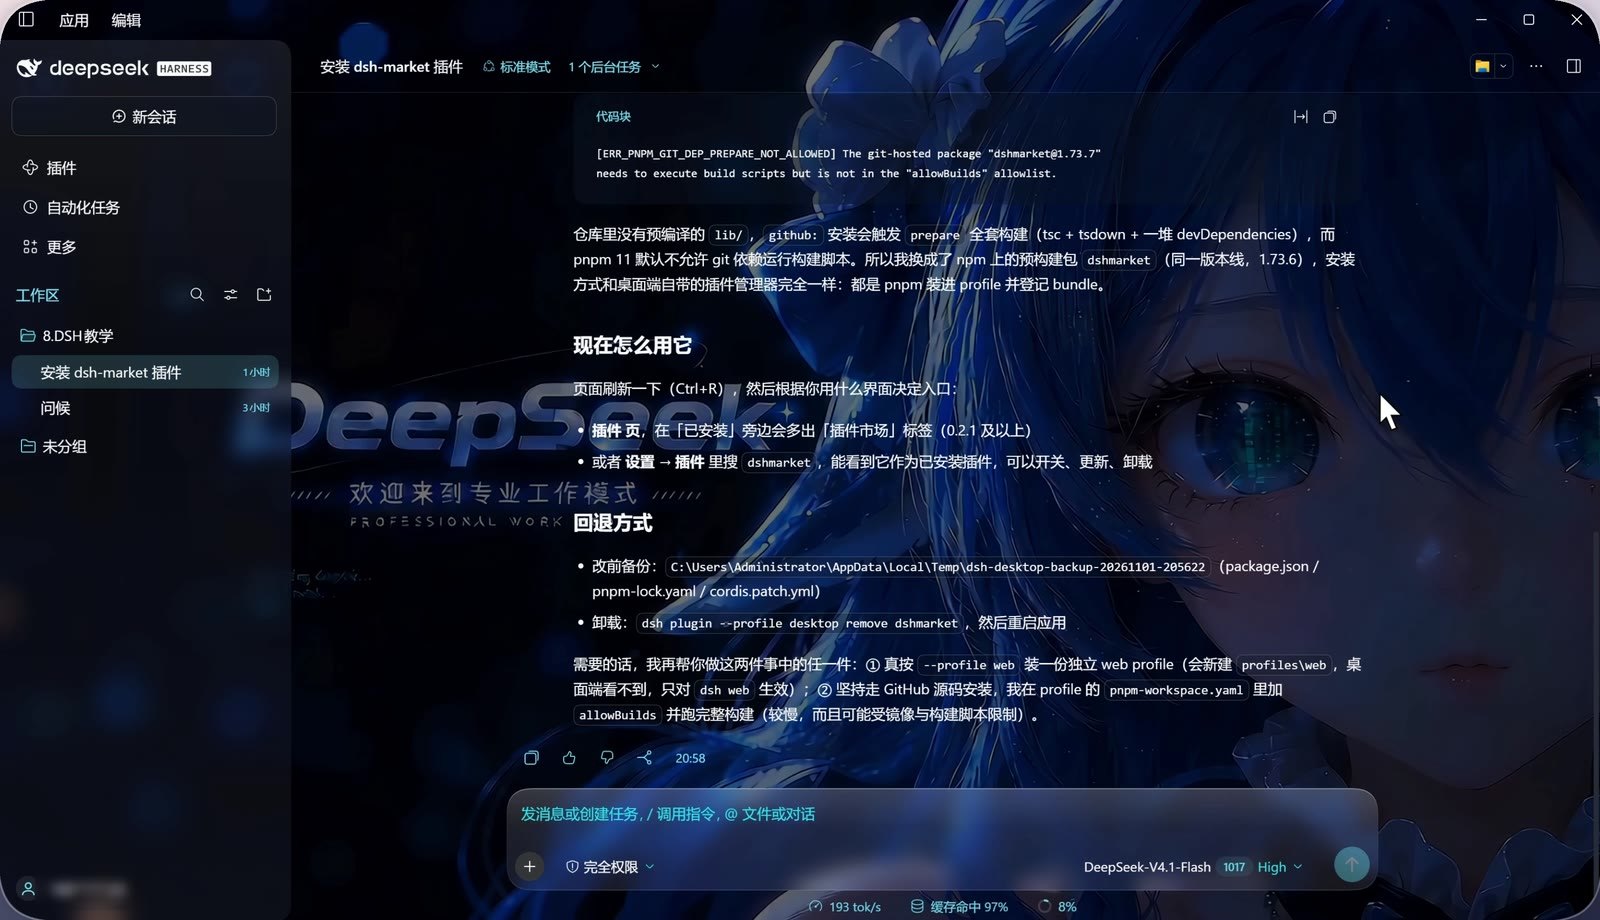 应用 编辑
deepseek HARNESS
新会话
插件
自动化任务
更多
工作区
8.DSH教学
安装 dsh-market 插件 1小时
问候 3小时
未分组
安装 dsh-market 插件 标准模式 1 个后台任务
代码块
[ERR_PNPM_GIT_DEP_PREPARE_NOT_ALLOWED] The git-hosted package "dshmarket@1.73.7"
needs to execute build scripts but is not in the "allowBuilds" allowlist.
仓库里没有预编译的 lib/ ，github: 安装会触发 prepare 全套构建（tsc + tsdown + 一堆 devDependencies），而
pnpm 11 默认不允许 git 依赖运行构建脚本。所以我换成了 npm 上的预构建包 dshmarket （同一版本线，1.73.6），安装
方式和桌面端自带的插件管理器完全一样：都是 pnpm 装进 profile 并登记 bundle。
现在怎么用它
页面刷新一下（Ctrl+R），然后根据你用什么界面决定入口：
• 插件 页，在「已安装」旁边会多出「插件市场」标签（0.2.1 及以上）
• 或者 设置 → 插件 里搜 dshmarket ，能看到它作为已安装插件，可以开关、更新、卸载
DeepSeek
欢迎来到专业工作模式
PROFESSIONAL WORK
回退方式
• 改前备份：C:\Users\Administrator\AppData\Local\Temp\dsh-desktop-backup-20261101-205622 （package.json /
pnpm-lock.yaml / cordis.patch.yml）
• 卸载：dsh plugin --profile desktop remove dshmarket ，然后重启应用
需要的话，我再帮你做这两件事中的任一件：① 真按 --profile web 装一份独立 web profile（会新建 profiles\web ，桌
面端看不到，只对 dsh web 生效）；② 坚持走 GitHub 源码安装，我在 profile 的 pnpm-workspace.yaml 里加
allowBuilds 并跑完整构建（较慢，而且可能受镜像与构建脚本限制）。
20:58
发消息或创建任务, / 调用指令, @ 文件或对话
完全权限 DeepSeek-V4.1-Flash 1017 High
193 tok/s 缓存命中 97% 8%